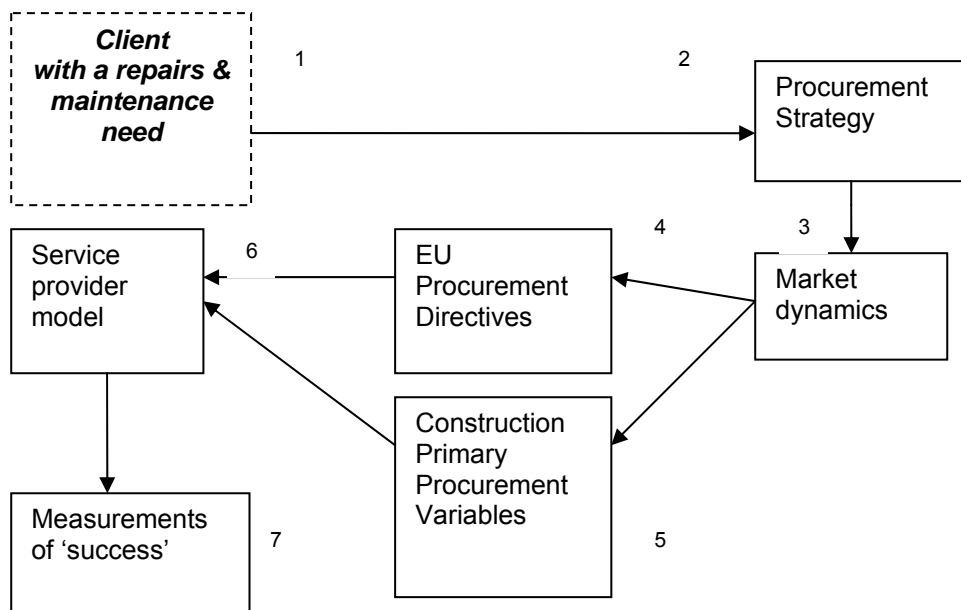 Client
with a repairs &
maintenance
need
1
2
Procurement
Strategy
3
Market
dynamics
4
EU
Procurement
Directives
5
Construction
Primary
Procurement
Variables
6
Service
provider
model
7
Measurements
of ‘success’